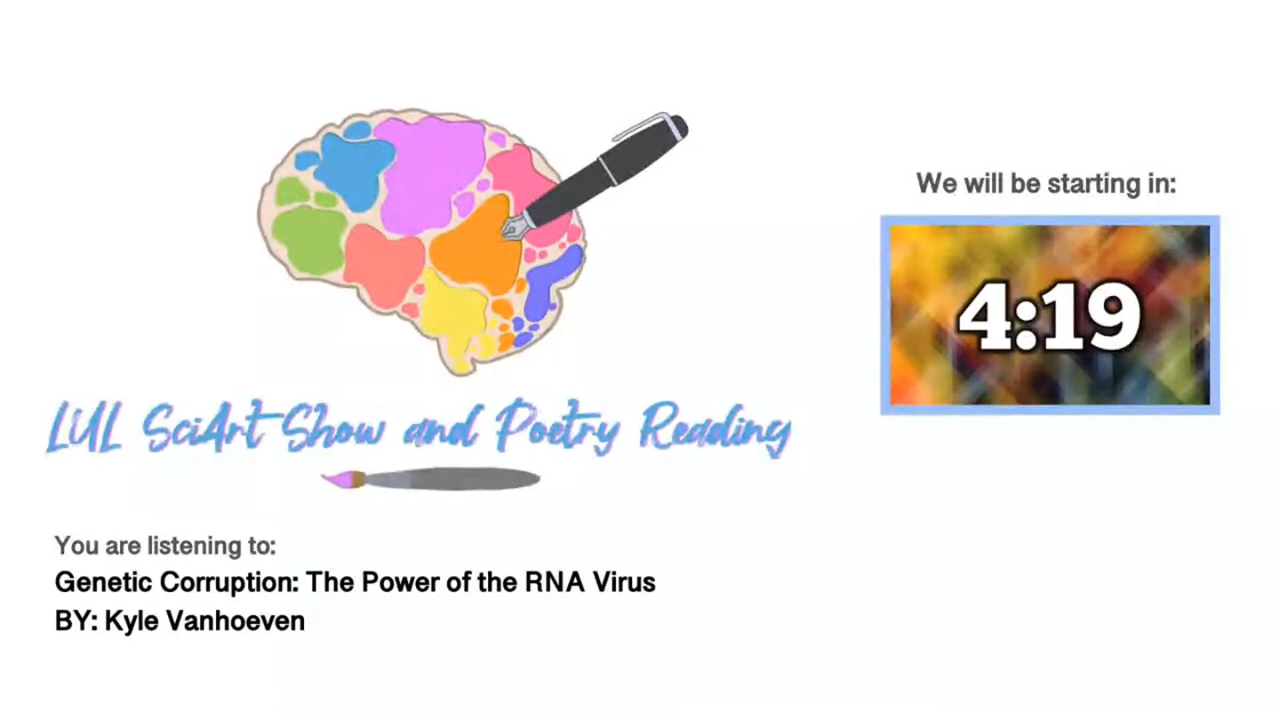 We will be starting in:
4:19
LUL SciArt Show and Poetry Reading
You are listening to:
Genetic Corruption: The Power of the RNA Virus
BY: Kyle Vanhoeven